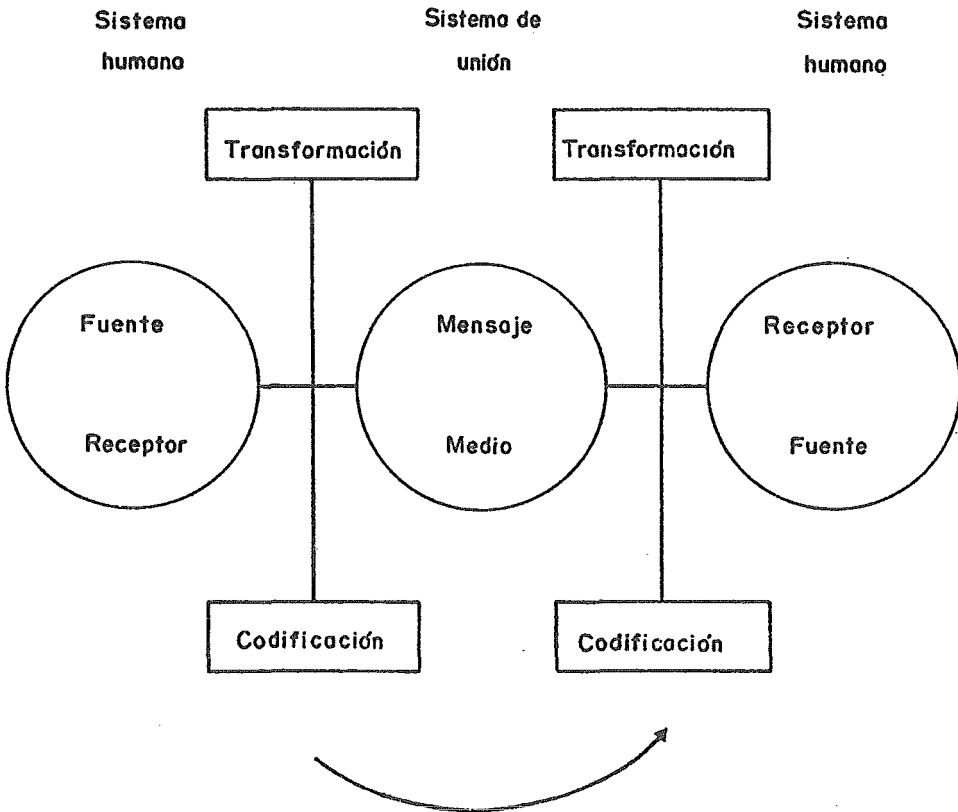 Sistema
humano
Sistema de
unión
Sistema
humano
Transformación
Transformación
Fuente
Receptor
Mensaje
Medio
Receptor
Fuente
Codificación
Codificación